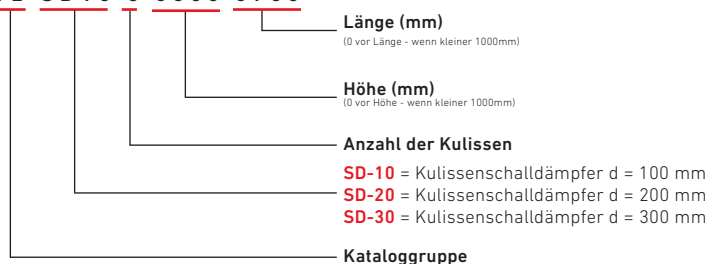 Länge (mm)
(0 vor Länge - wenn kleiner 1000mm)
Höhe (mm)
(0 vor Höhe - wenn kleiner 1000mm)
Anzahl der Kulissen
SD-10 = Kulissenschalldämpfer d = 100 mm
SD-20 = Kulissenschalldämpfer d = 200 mm
SD-30 = Kulissenschalldämpfer d = 300 mm
Kataloggruppe